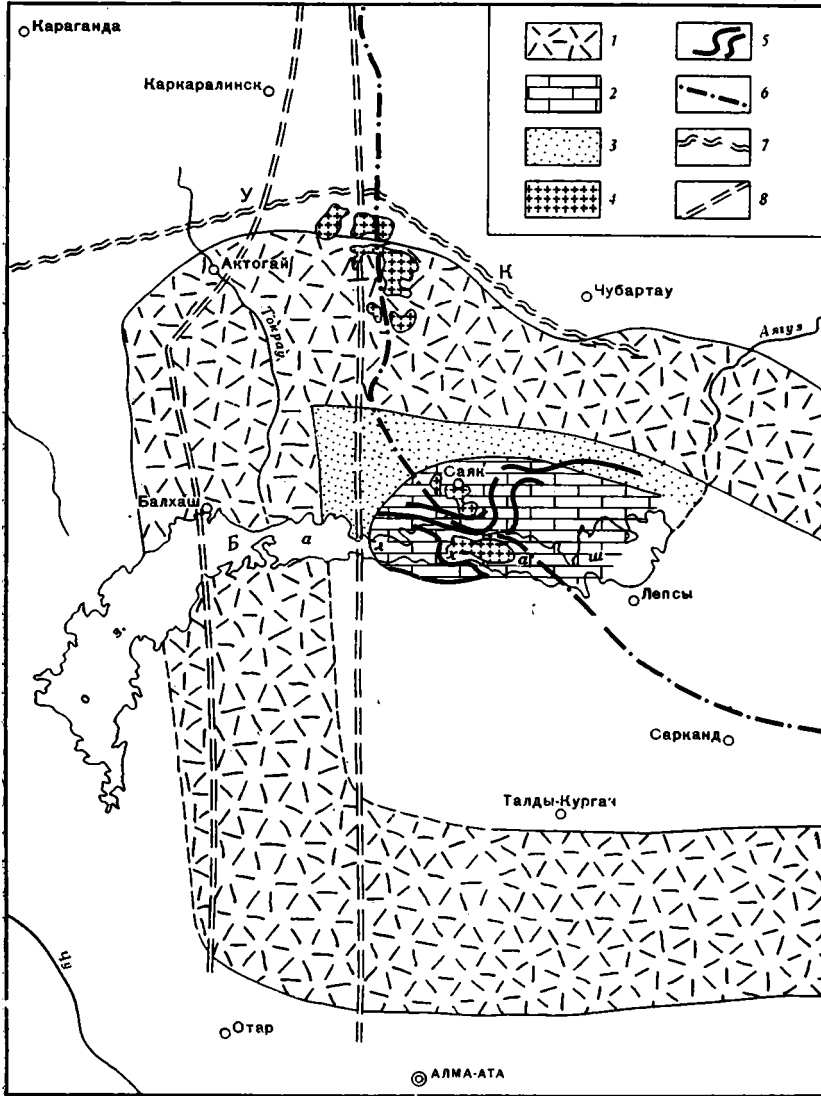 Караганда
Каркаралинск
1
5
2
6
3
7
4
8
У
К
Актогай
Токрау
Чубартау
Аягуз
Саяк
Балхаш
Б а л х а ш
о з.
Лепсы
Сарканд
Талды-Курган
Чу
Отар
АЛМА-АТА